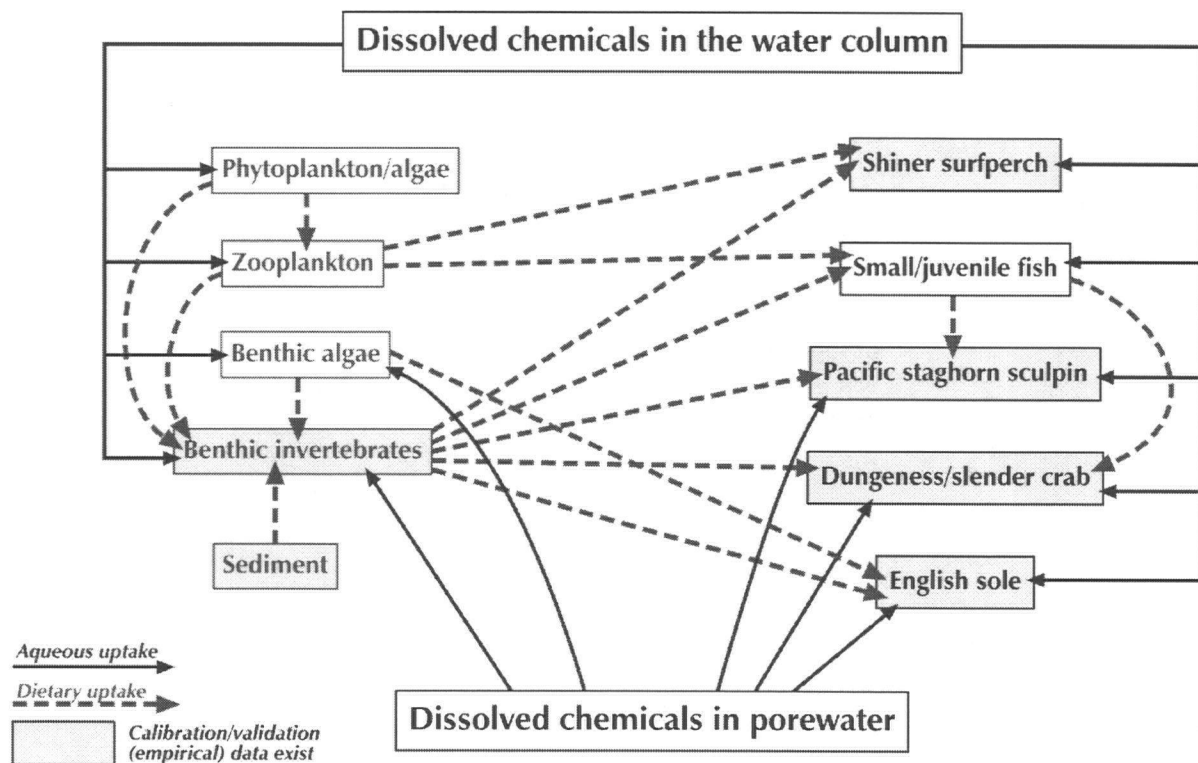 Dissolved chemicals in the water column
Phytoplankton/algae
Shiner surfperch
Zooplankton
Small/juvenile fish
Benthic algae
Pacific staghorn sculpin
Benthic invertebrates
Dungeness/slender crab
Sediment
English sole
Aqueous uptake
Dietary uptake
Calibration/validation
(empirical) data exist
Dissolved chemicals in porewater